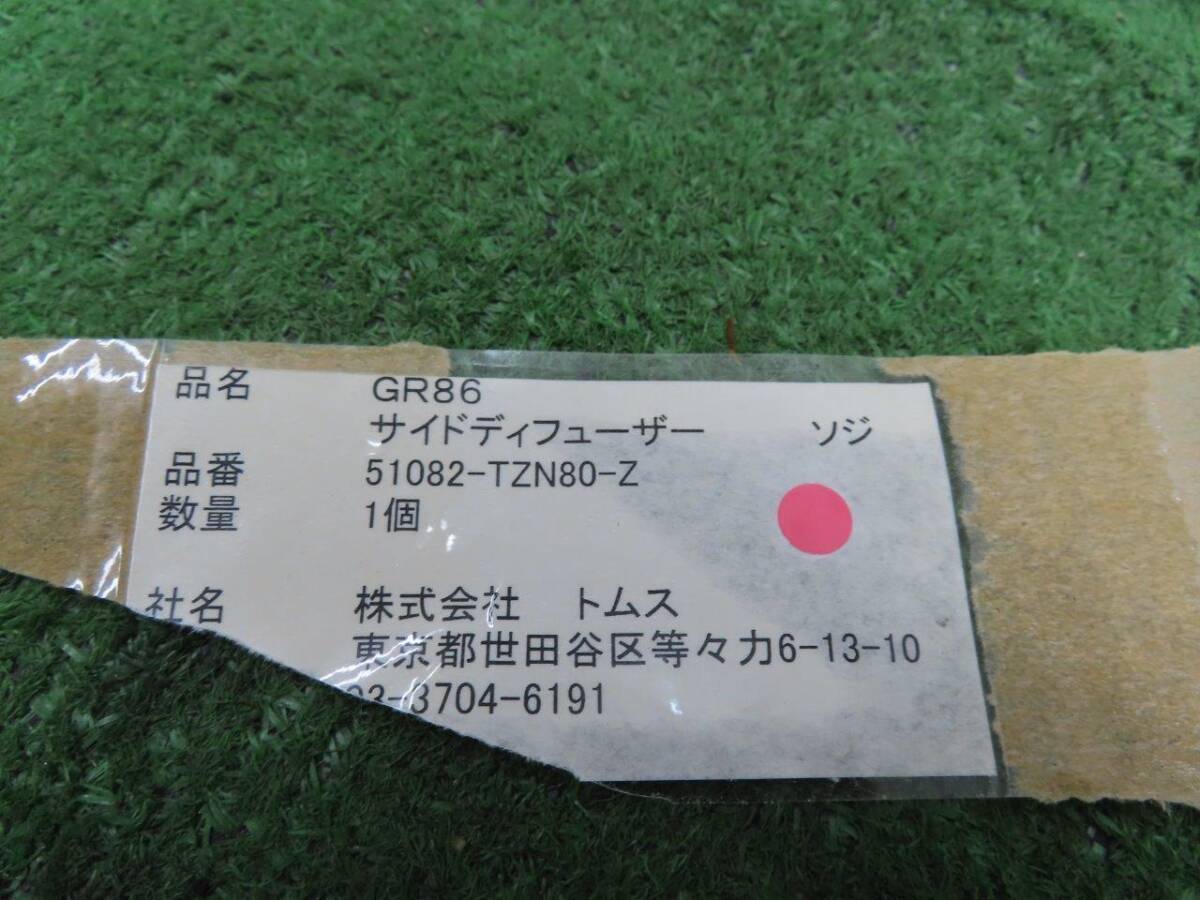 品名 GR86
サイドディフューザー ソジ
品番 51082-TZN80-Z
数量 1個
社名 株式会社 トムス
東京都世田谷区等々力6-13-10
03-3704-6191